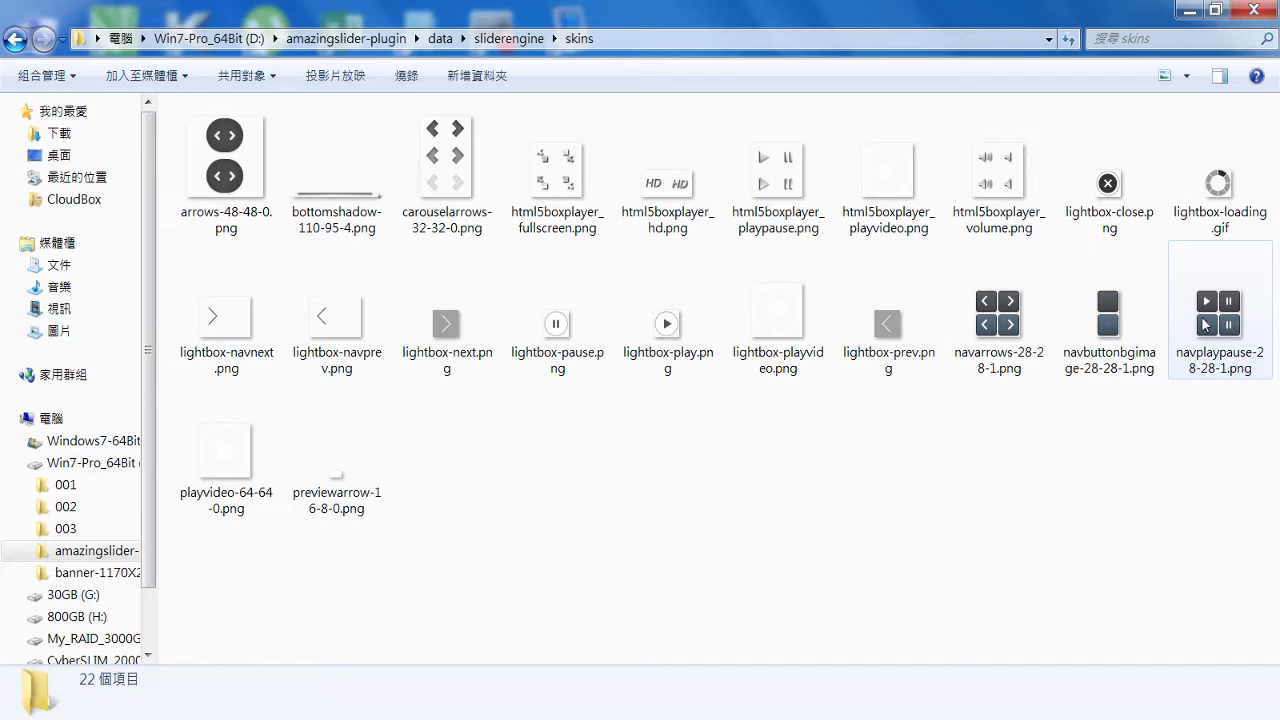 電腦 Win7-Pro_64Bit (D:) amazingslider-plugin data sliderengine skins
搜尋 skins
組合管理 加入至媒體櫃 共用對象 投影片放映 燒錄 新增資料夾
我的最愛
下載
桌面
最近的位置
CloudBox
媒體櫃
文件
音樂
視訊
圖片
家用群組
電腦
Windows7-64Bit
Win7-Pro_64Bit (
001
002
003
amazingslider-
banner-1170X2
30GB (G:)
800GB (H:)
My_RAID_3000G
CyberSLIM_2000
arrows-48-48-0.
png
bottomshadow-
110-95-4.png
carouselarrows-
32-32-0.png
html5boxplayer_
fullscreen.png
HD HD
html5boxplayer_
hd.png
html5boxplayer_
playpause.png
html5boxplayer_
playvideo.png
html5boxplayer_
volume.png
lightbox-close.p
ng
lightbox-loading
.gif
lightbox-navnext
.png
lightbox-navpre
v.png
lightbox-next.pn
g
lightbox-pause.p
ng
lightbox-play.pn
g
lightbox-playvid
eo.png
lightbox-prev.pn
g
navarrows-28-2
8-1.png
navbuttonbgima
ge-28-28-1.png
navplaypause-2
8-28-1.png
playvideo-64-64
-0.png
previewarrow-1
6-8-0.png
22 個項目